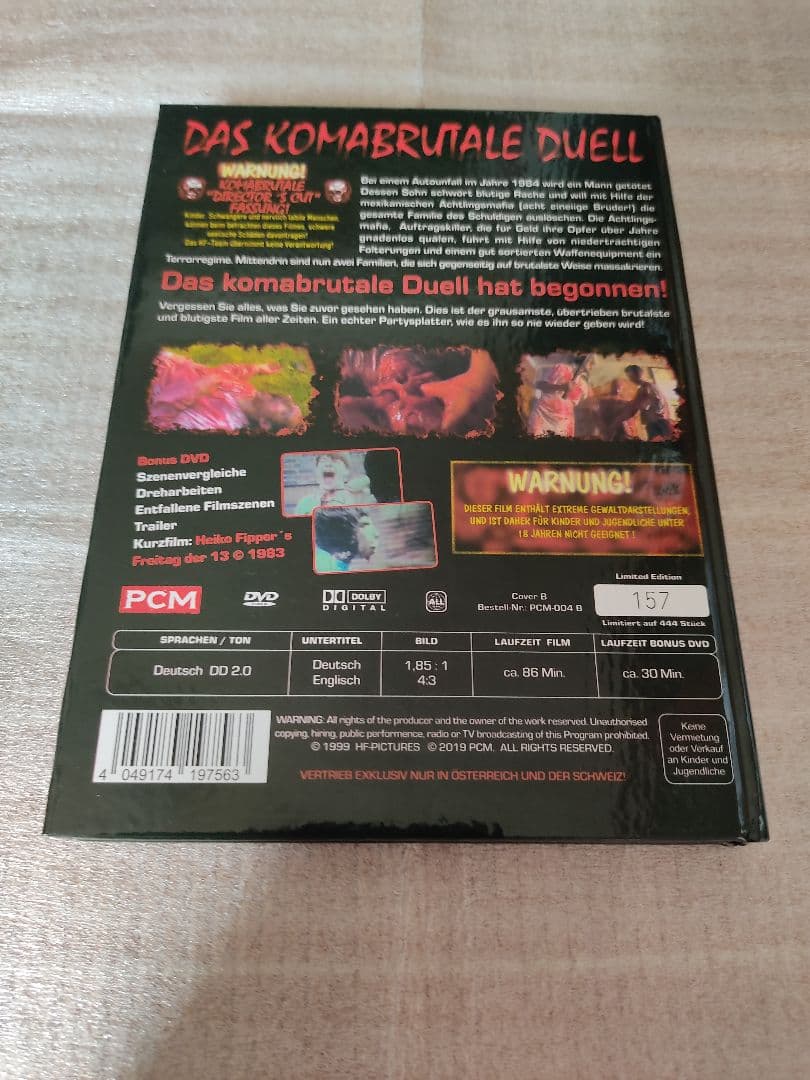 DAS KOMABRUTALE DUELL
WARNUNG!
KOMABRUTALE
"DIRECTOR´S CUT"
FASSUNG!
Kinder, Schwangere und nervlich labile Menschen
können beim betrachten dieses Filmes, schwere
seelische Schäden davontragen!
Das HF-Team übernimmt keine Verantwortung!
Bei einem Autounfall im Jahre 1984 wird ein Mann getötet
Dessen Sohn schwört blutige Rache und will mit Hilfe der
mexikanischen Achtlingsmafia (acht eineiige Brüder!) die
gesamte Familie des Schuldigen auslöschen. Die Achtlings-
mafia, Auftragskiller, die für Geld ihre Opfer über Jahre
gnadenlos quälen, führt mit Hilfe von niederträchtigen
Folterungen und einem gut sortierten Waffenequipment ein
Terrorregime. Mittendrin sind nun zwei Familien, die sich gegenseitig auf brutalste Weise massakrieren.
Das komabrutale Duell hat begonnen!
Vergessen Sie alles, was Sie zuvor gesehen haben. Dies ist der grausamste, übertrieben brutalste
und blutigste Film aller Zeiten. Ein echter Partysplatter, wie es ihn so nie wieder geben wird!
Bonus DVD
Szenenvergleiche
Dreharbeiten
Entfallene Filmszenen
Trailer
Kurzfilm: Heiko Fipper´s
Freitag der 13 © 1983
WARNUNG!
DIESER FILM ENTHÄLT EXTREME GEWALTDARSTELLUNGEN,
UND IST DAHER FÜR KINDER UND JUGENDLICHE UNTER
18 JAHREN NICHT GEEIGNET !
PCM
DVD
VIDEO
DOLBY
DIGITAL
ALL
Cover B
Bestell-Nr.: PCM-004 B
Limited Edition
157
Limitiert auf 444 Stück
SPRACHEN / TON UNTERTITEL BILD LAUFZEIT FILM LAUFZEIT BONUS DVD
Deutsch DD 2.0 Deutsch Englisch 1,85 : 1 4:3 ca. 86 Min. ca. 30 Min.
4 049174 197563
WARNING: All rights of the producer and the owner of the work reserved. Unauthorised
copying, hiring, public performence, radio or TV broadcasting of this Program prohibited.
© 1999 HF-PICTURES © 2019 PCM. ALL RIGHTS RESERVED.
VERTRIEB EXKLUSIV NUR IN ÖSTERREICH UND DER SCHWEIZ!
Keine
Vermietung
oder Verkauf
an Kinder und
Jugendliche